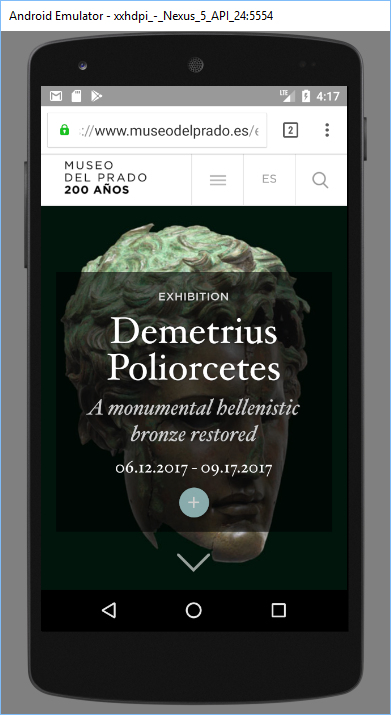 Android Emulator - xxhdpi_-_Nexus_5_API_24:5554
LTE 4:17
://www.museodelprado.es/e
2
MUSEO
DEL PRADO
200 AÑOS
ES
EXHIBITION
Demetrius
Poliorcetes
A monumental hellenistic
bronze restored
06.12.2017 - 09.17.2017